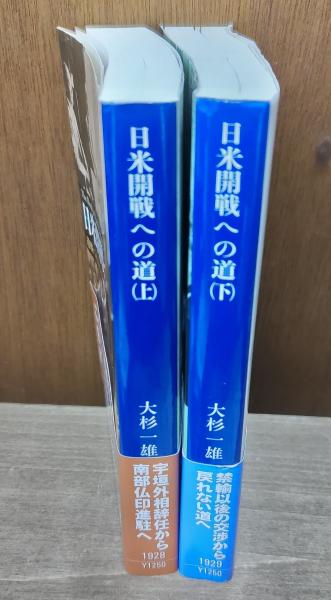 日米開戦への道(上)
大杉一雄
宇垣外相辞任から
南部仏印進駐へ
1928
Y1250
日米開戦への道(下)
大杉一雄
禁輸以後の交渉から
戻れない道へ
1929
Y1250